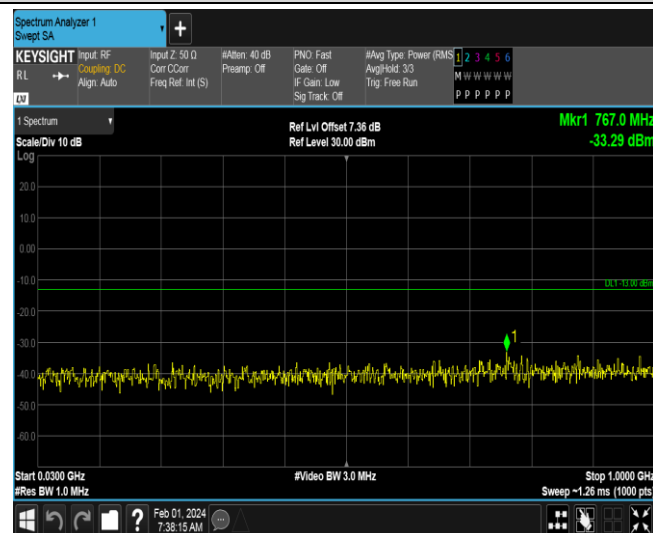 Spectrum Analyzer 1
Swept SA
+
KEYSIGHT Input: RF Input Z: 50 Ω #Atten: 40 dB PNO: Fast #Avg Type: Power (RMS 1 2 3 4 5 6
RL Coupling: DC Corr CCorr Preamp: Off Gate: Off Avg|Hold: 3/3 M W W W W W
Align: Auto Freq Ref: Int (S) IF Gain: Low Trig: Free Run
Sig Track: Off P P P P P P
LXI
1 Spectrum Ref Lvl Offset 7.36 dB Mkr1 767.0 MHz
Scale/Div 10 dB Ref Level 30.00 dBm -33.29 dBm
Log
20.0
10.0
0.00
-10.0 DL1 -13.00 dBm
-20.0
-30.0 1
-40.0
-50.0
-60.0
Start 0.0300 GHz #Video BW 3.0 MHz Stop 1.0000 GHz
#Res BW 1.0 MHz Sweep ~1.26 ms (1000 pts)
? Feb 01, 2024
7:38:15 AM